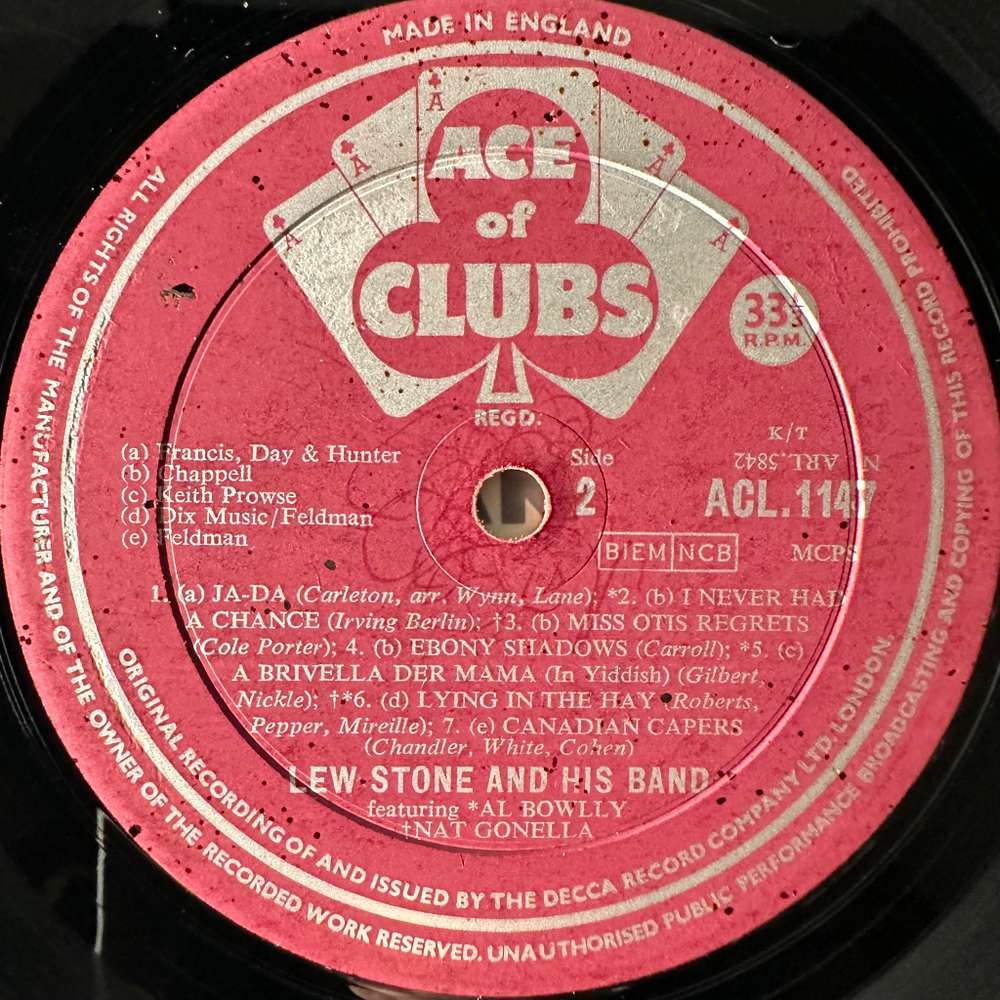 MADE IN ENGLAND
A
A
A
A
A
ACE
of
CLUBS
REGD.
33⅓
R.P.M.
(a) Francis, Day & Hunter
(b) Chappell
(c) Keith Prowse
(d) Dix Music/Feldman
(e) Feldman
Side
2
K/T
N ARL.5842
ACL.1147
BIEM NCB
MCPS
1. (a) JA-DA (Carleton, arr. Wynn, Lane); *2. (b) I NEVER HAD
A CHANCE (Irving Berlin); †3. (b) MISS OTIS REGRETS
(Cole Porter); 4. (b) EBONY SHADOWS (Carroll); *5. (c)
A BRIVELLA DER MAMA (In Yiddish) (Gilbert,
Nickle); †*6. (d) LYING IN THE HAY (Roberts,
Pepper, Mireille); 7. (e) CANADIAN CAPERS
(Chandler, White, Cohen)
LEW STONE AND HIS BAND
featuring *AL BOWLLY
†NAT GONELLA
ORIGINAL RECORDING OF AND ISSUED BY THE DECCA RECORD COMPANY LTD. LONDON.
ALL RIGHTS OF THE MANUFACTURER AND OF THE OWNER OF THE RECORDED WORK RESERVED. UNAUTHORISED PUBLIC PERFORMANCE BROADCASTING AND COPYING OF THIS RECORD PROHIBITED